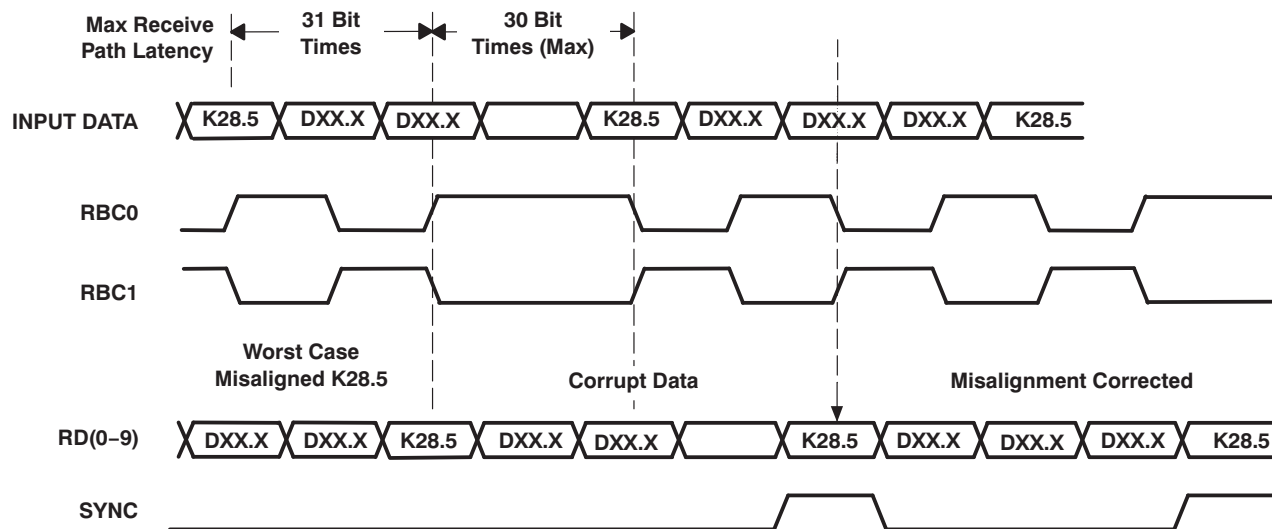 Max Receive
Path Latency
31 Bit
Times
30 Bit
Times (Max)
INPUT DATA
K28.5 DXX.X DXX.X K28.5 DXX.X DXX.X DXX.X K28.5
RBC0
RBC1
Worst Case
Misaligned K28.5
Corrupt Data
Misalignment Corrected
RD(0−9)
DXX.X DXX.X K28.5 DXX.X DXX.X K28.5 DXX.X DXX.X DXX.X K28.5
SYNC